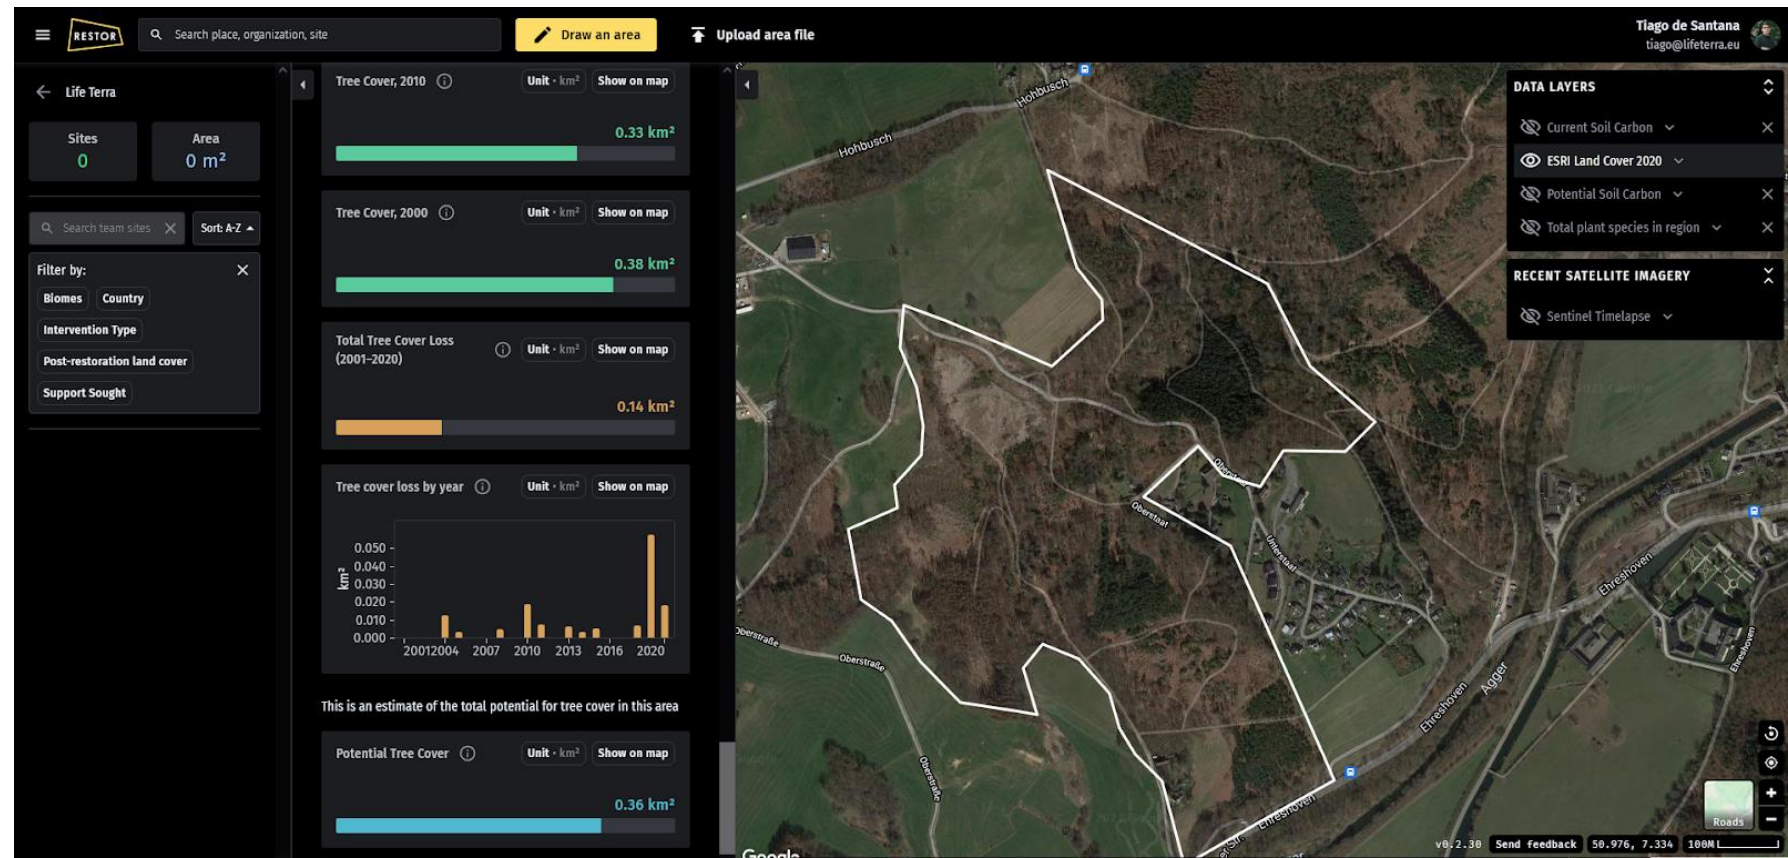 RESTOR
Search place, organization, site
Draw an area
Upload area file
Tiago de Santana
tiago@lifeterra.eu
Life Terra
Sites
0
Area
0 m²
Search team sites
Sort: A-Z
Filter by:
Biomes
Country
Intervention Type
Post-restoration land cover
Support Sought
Tree Cover, 2010
Unit · km²
Show on map
0.33 km²
Tree Cover, 2000
Unit · km²
Show on map
0.38 km²
Total Tree Cover Loss
(2001–2020)
Unit · km²
Show on map
0.14 km²
Tree cover loss by year
Unit · km²
Show on map
km²
0.050
0.040
0.030
0.020
0.010
0.000
2001 2004 2007 2010 2013 2016 2020
This is an estimate of the total potential for tree cover in this area
Potential Tree Cover
Unit · km²
Show on map
0.36 km²
Hohbusch
Hohbusch
Oberstaat
Oberstaat
Unterstaat
Ehreshoven
Ehreshoven
Oberstraße
Oberstraße
Ehreshoven
Agger
Ehreshoven
Oberstraße
Google
DATA LAYERS
Current Soil Carbon
ESRI Land Cover 2020
Potential Soil Carbon
Total plant species in region
RECENT SATELLITE IMAGERY
Sentinel Timelapse
Roads
v0.2.30
Send feedback
50.976, 7.334
100M